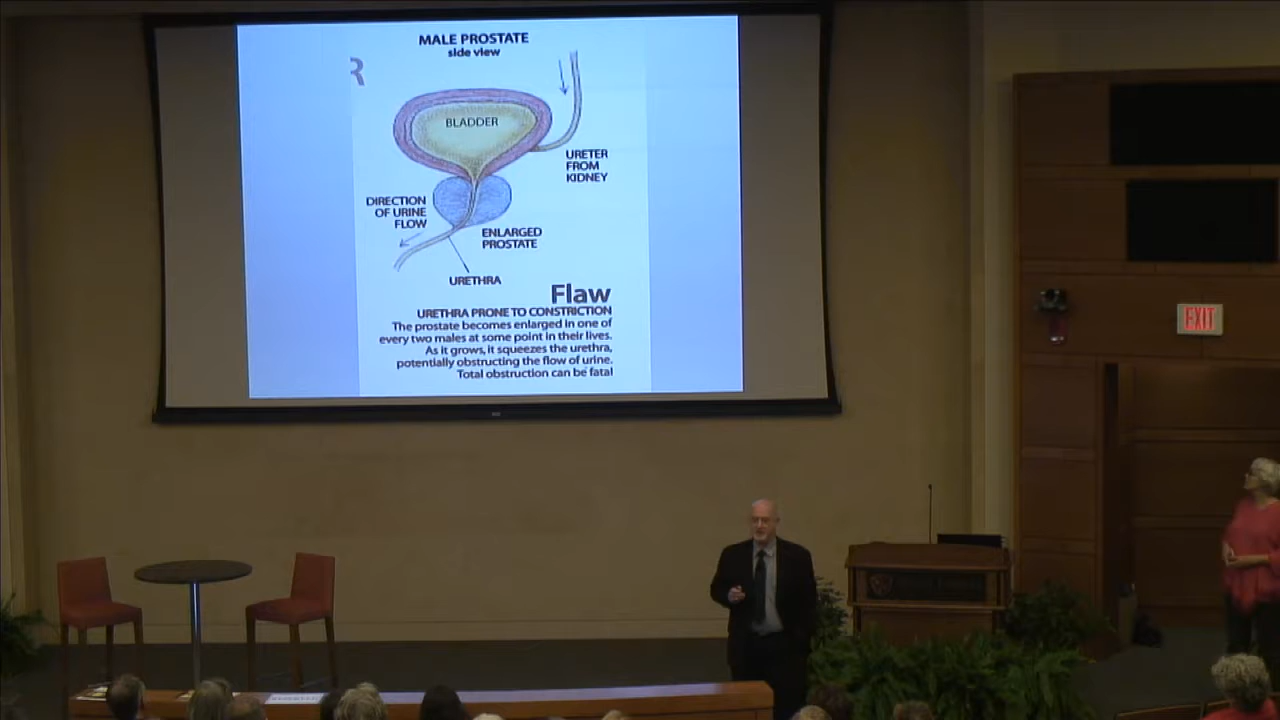 MALE PROSTATE
side view
R
BLADDER
URETER
FROM
KIDNEY
DIRECTION
OF URINE
FLOW
ENLARGED
PROSTATE
URETHRA
Flaw
URETHRA PRONE TO CONSTRICTION
The prostate becomes enlarged in one of
every two males at some point in their lives.
As it grows, it squeezes the urethra,
potentially obstructing the flow of urine.
Total obstruction can be fatal
EXIT